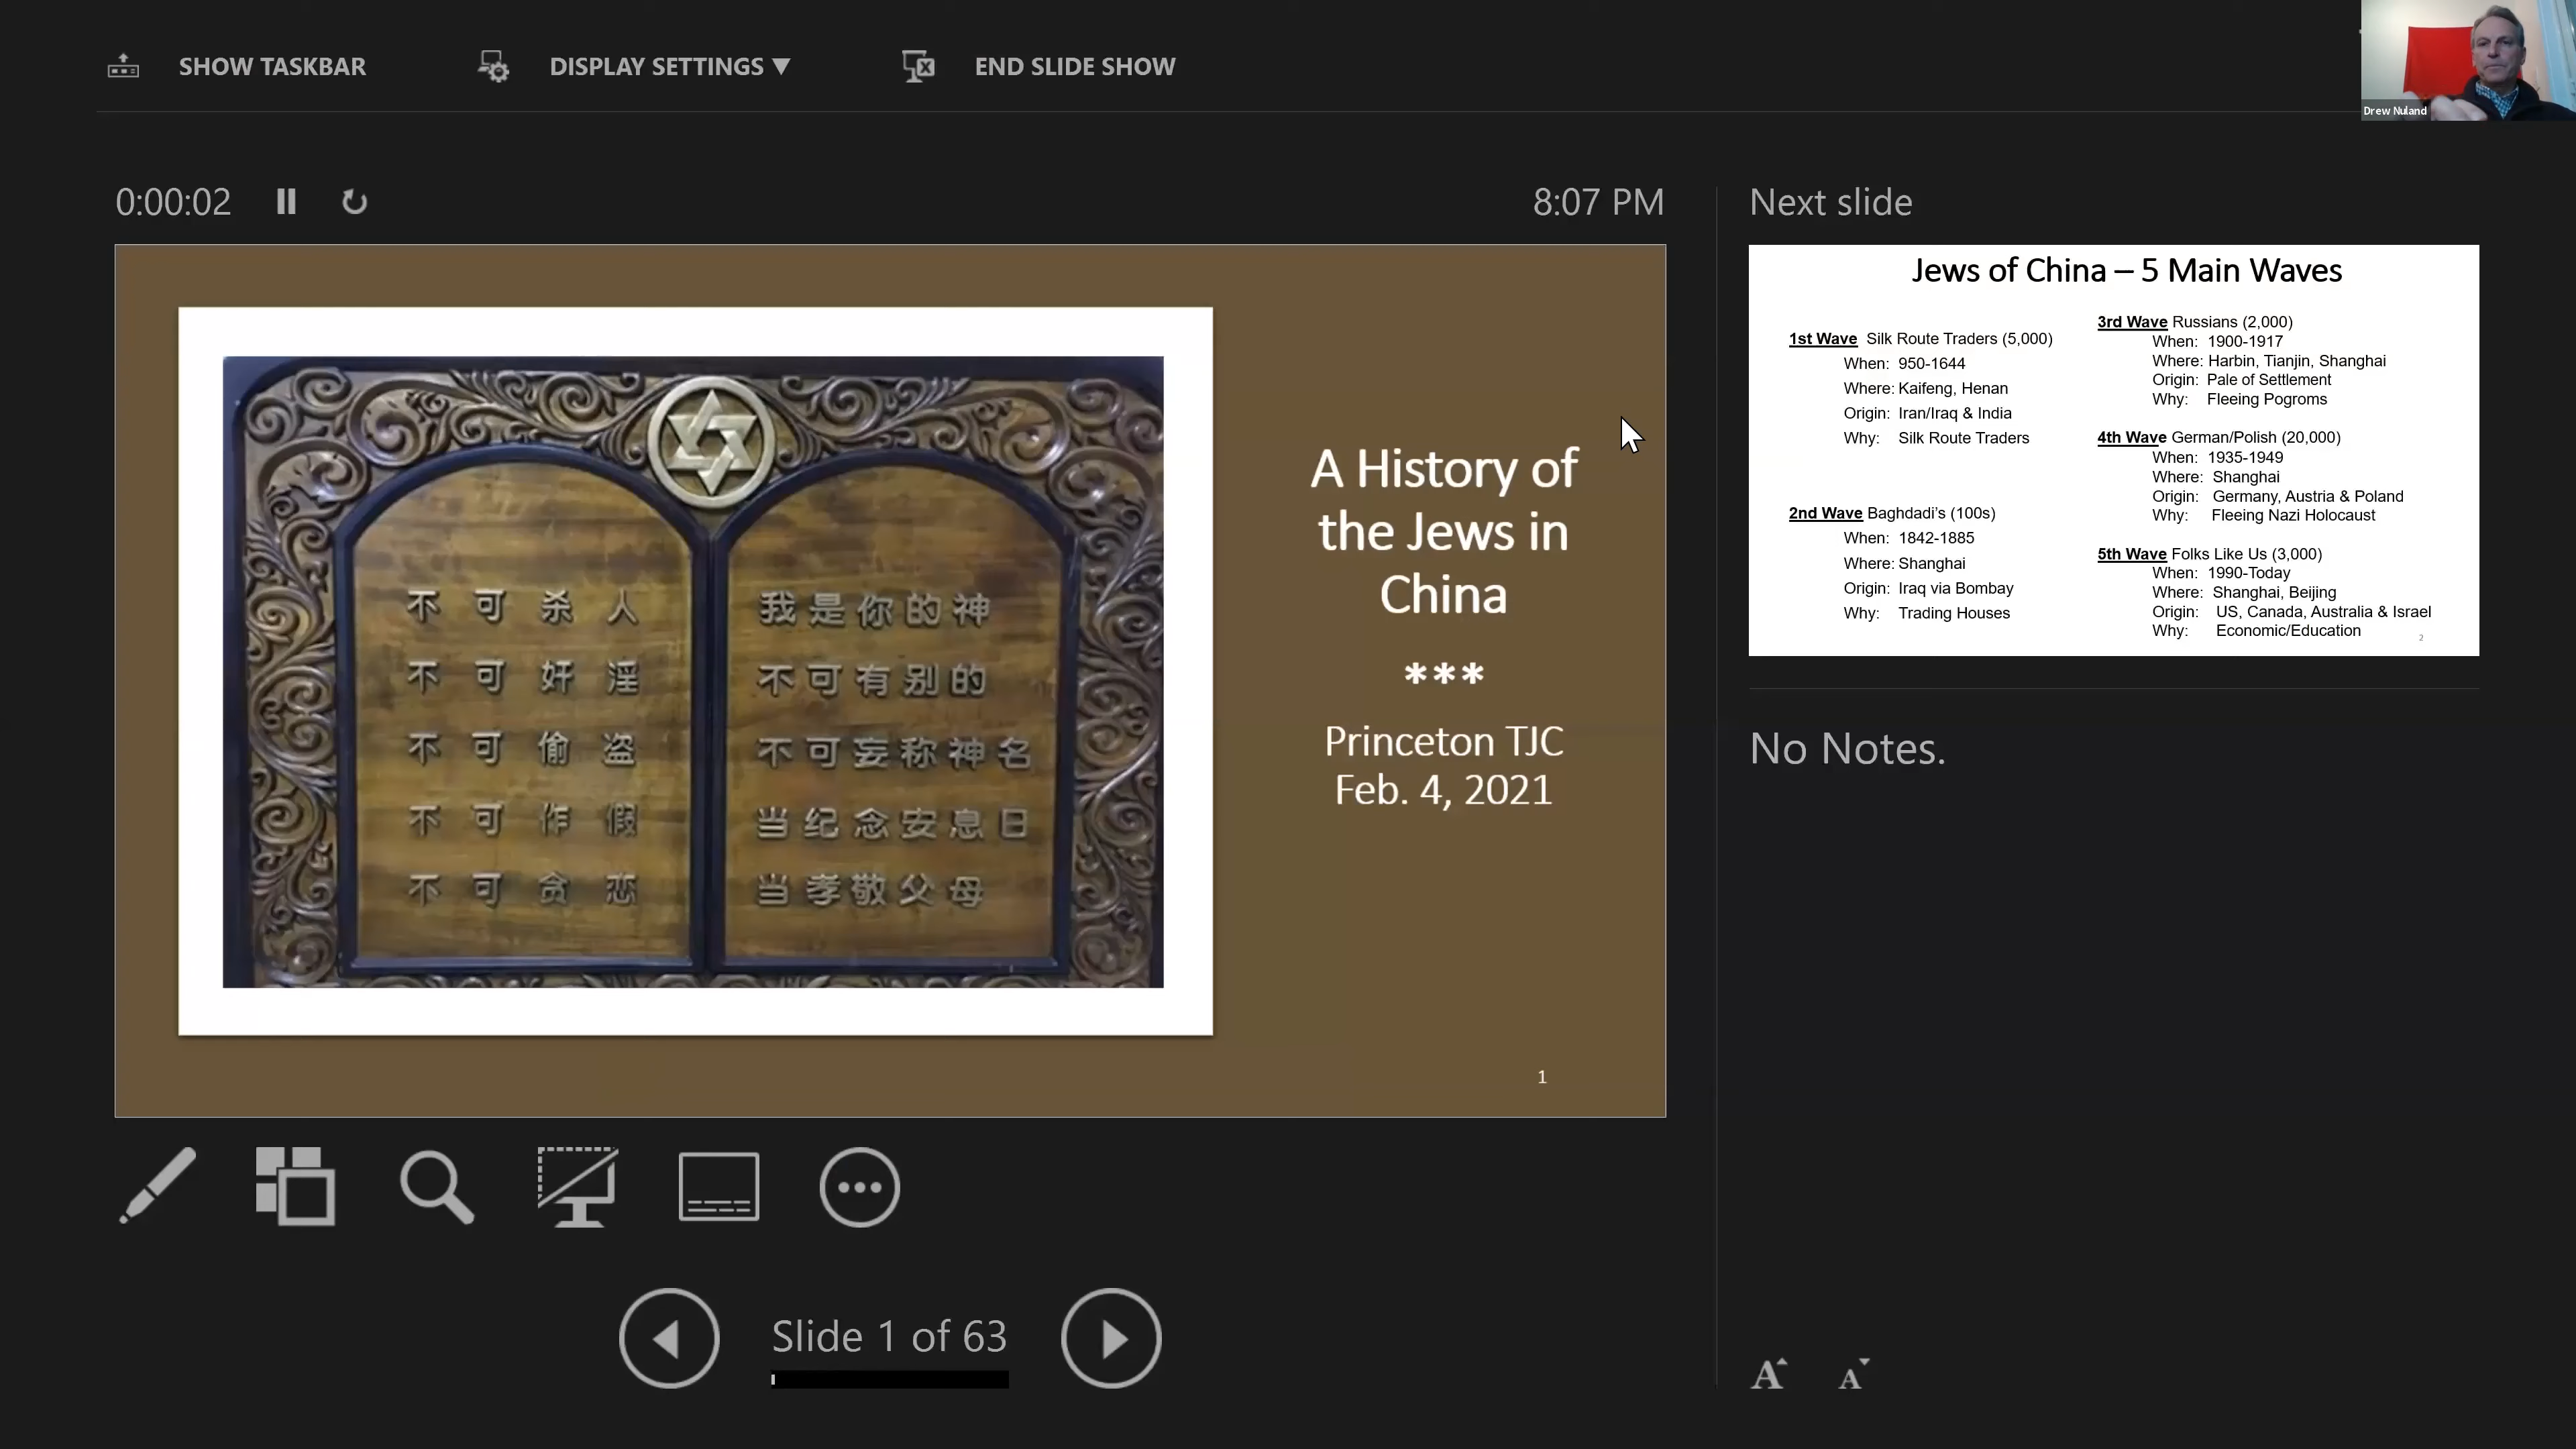 SHOW TASKBAR
DISPLAY SETTINGS ▼
END SLIDE SHOW
Drew Nuland
0:00:02
8:07 PM
不可杀人
不可奸淫
不可偷盗
不可作假
不可贪恋
我是你的神
不可有别的
不可妄称神名
当纪念安息日
当孝敬父母
A History of
the Jews in
China
***
Princeton TJC
Feb. 4, 2021
1
Slide 1 of 63
Next slide
Jews of China – 5 Main Waves
1st Wave Silk Route Traders (5,000)
When: 950-1644
Where: Kaifeng, Henan
Origin: Iran/Iraq & India
Why: Silk Route Traders
2nd Wave Baghdadi's (100s)
When: 1842-1885
Where: Shanghai
Origin: Iraq via Bombay
Why: Trading Houses
3rd Wave Russians (2,000)
When: 1900-1917
Where: Harbin, Tianjin, Shanghai
Origin: Pale of Settlement
Why: Fleeing Pogroms
4th Wave German/Polish (20,000)
When: 1935-1949
Where: Shanghai
Origin: Germany, Austria & Poland
Why: Fleeing Nazi Holocaust
5th Wave Folks Like Us (3,000)
When: 1990-Today
Where: Shanghai, Beijing
Origin: US, Canada, Australia & Israel
Why: Economic/Education
2
No Notes.
A A